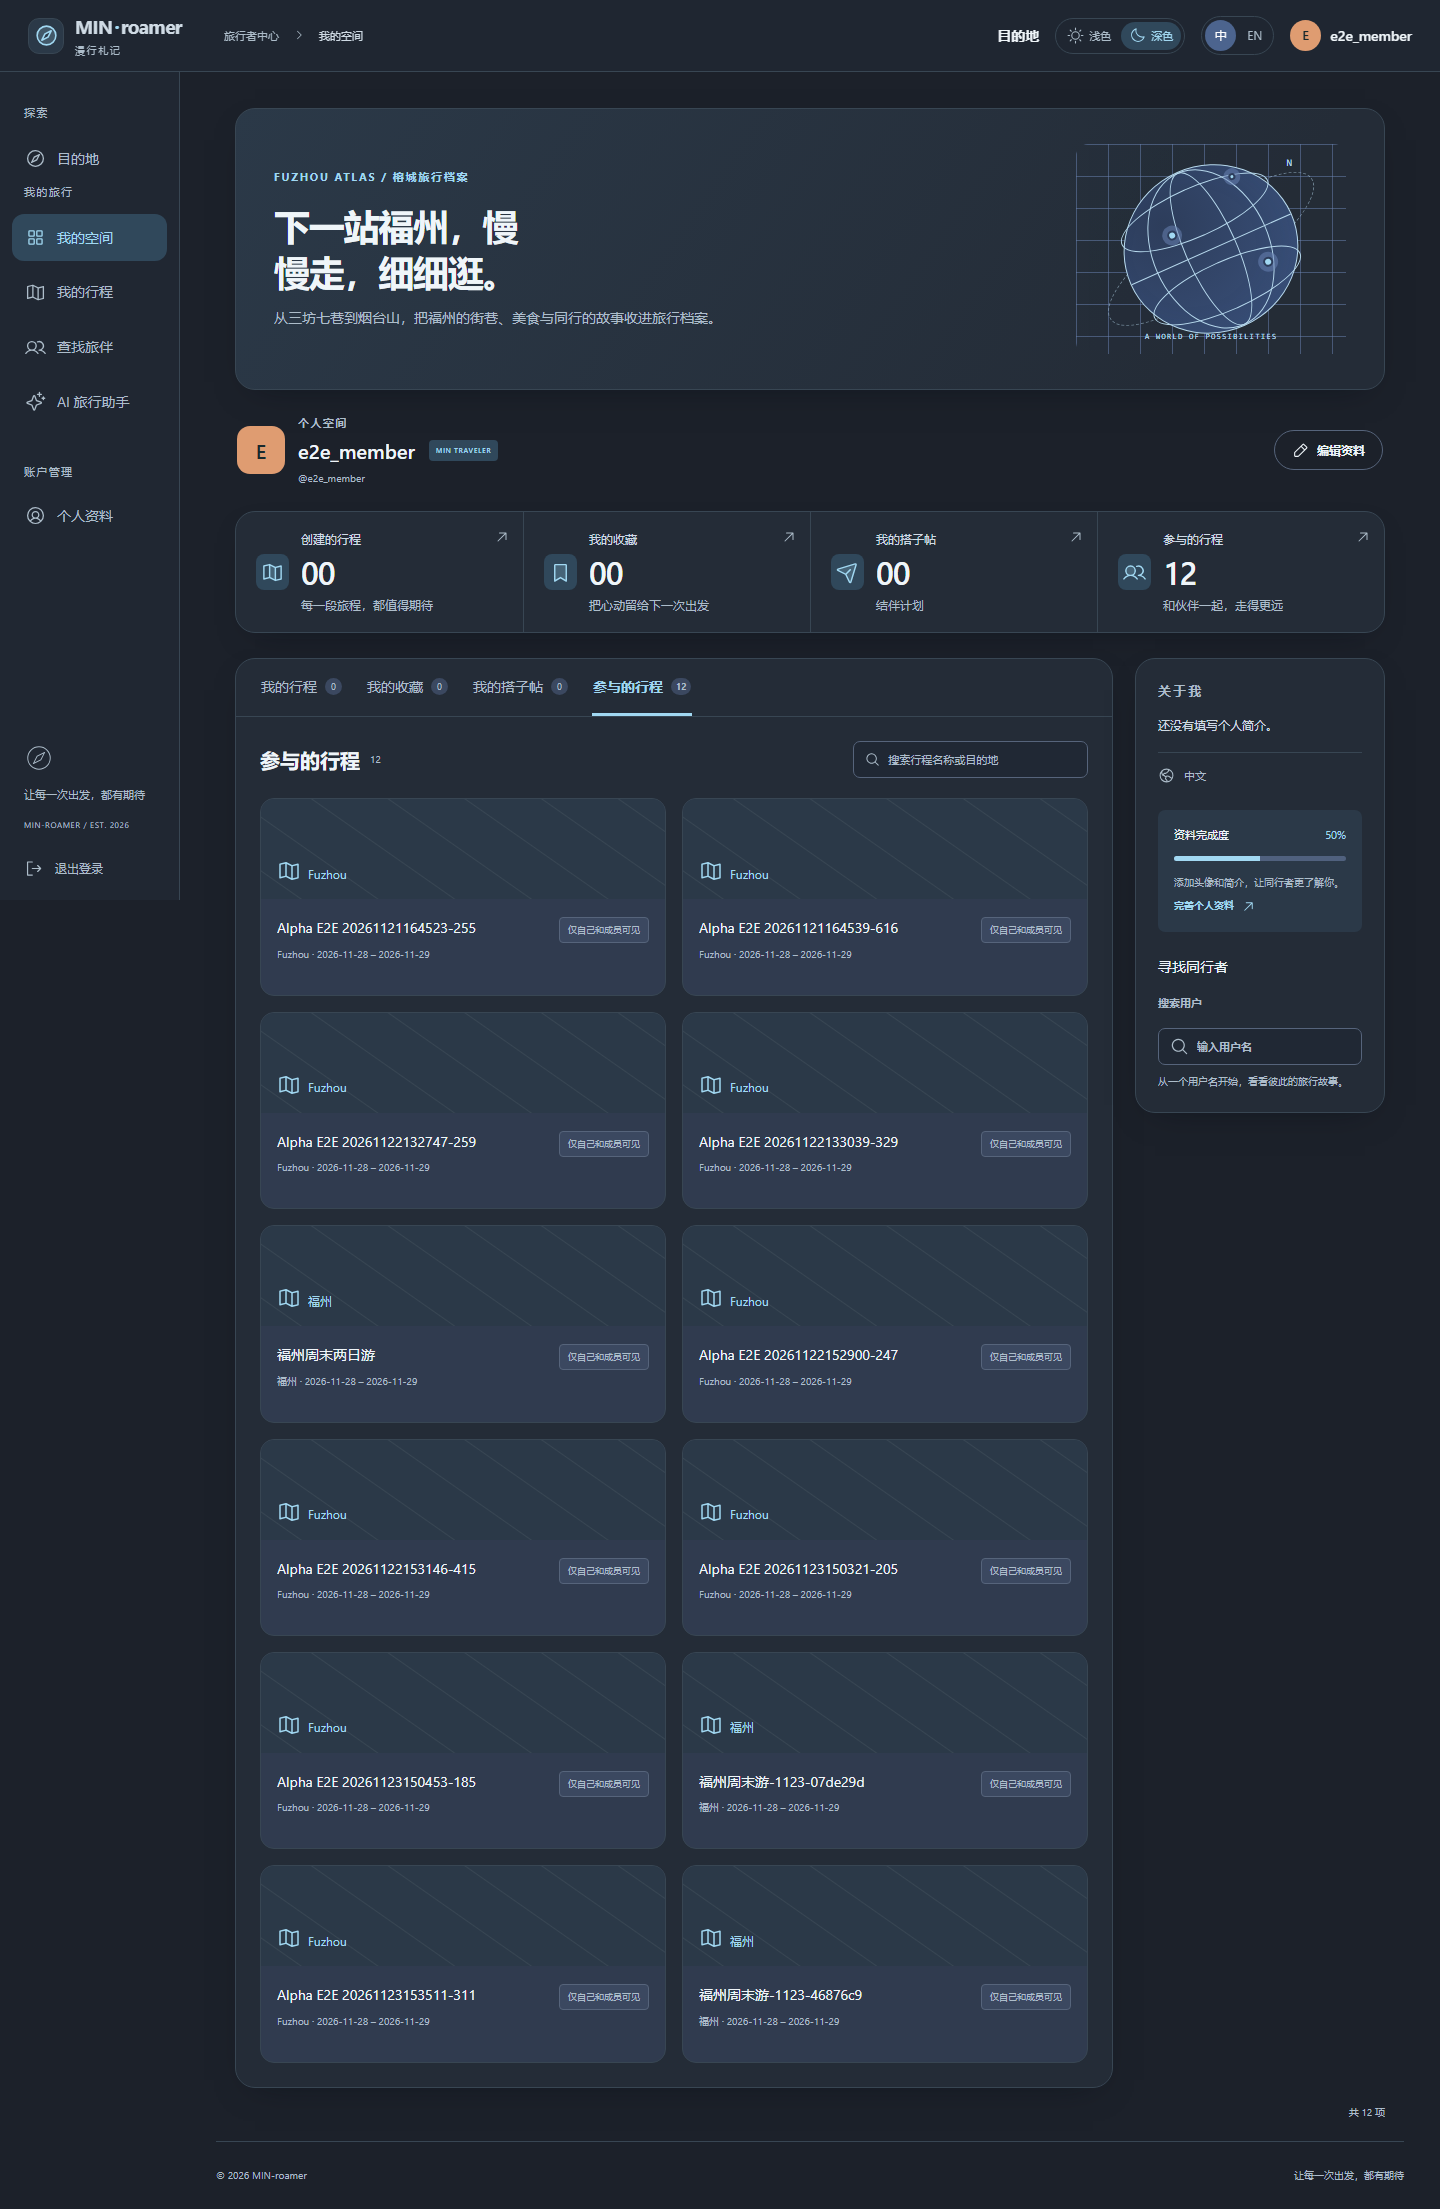 MIN·roamer
漫行札记
旅行者中心
我的空间
目的地
浅色
深色
中
EN
E
e2e_member
探索
目的地
我的旅行
我的空间
我的行程
查找旅伴
AI 旅行助手
账户管理
个人资料
让每一次出发，都有期待
MIN-ROAMER / EST. 2026
退出登录
FUZHOU ATLAS / 榕城旅行档案
下一站福州，慢
慢走，细细逛。
从三坊七巷到烟台山，把福州的街巷、美食与同行的故事收进旅行档案。
N
A WORLD OF POSSIBILITIES
E
个人空间
e2e_member
MIN TRAVELER
@e2e_member
编辑资料
创建的行程
00
每一段旅程，都值得期待
我的收藏
00
把心动留给下一次出发
我的搭子帖
00
结伴计划
参与的行程
12
和伙伴一起，走得更远
我的行程 0
我的收藏 0
我的搭子帖 0
参与的行程 12
参与的行程 12
搜索行程名称或目的地
Fuzhou
Alpha E2E 20261121164523-255
仅自己和成员可见
Fuzhou · 2026-11-28 – 2026-11-29
Fuzhou
Alpha E2E 20261121164539-616
仅自己和成员可见
Fuzhou · 2026-11-28 – 2026-11-29
Fuzhou
Alpha E2E 20261122132747-259
仅自己和成员可见
Fuzhou · 2026-11-28 – 2026-11-29
Fuzhou
Alpha E2E 20261122133039-329
仅自己和成员可见
Fuzhou · 2026-11-28 – 2026-11-29
福州
福州周末两日游
仅自己和成员可见
福州 · 2026-11-28 – 2026-11-29
Fuzhou
Alpha E2E 20261122152900-247
仅自己和成员可见
Fuzhou · 2026-11-28 – 2026-11-29
Fuzhou
Alpha E2E 20261122153146-415
仅自己和成员可见
Fuzhou · 2026-11-28 – 2026-11-29
Fuzhou
Alpha E2E 20261123150321-205
仅自己和成员可见
Fuzhou · 2026-11-28 – 2026-11-29
Fuzhou
Alpha E2E 20261123150453-185
仅自己和成员可见
Fuzhou · 2026-11-28 – 2026-11-29
福州
福州周末游-1123-07de29d
仅自己和成员可见
福州 · 2026-11-28 – 2026-11-29
Fuzhou
Alpha E2E 20261123153511-311
仅自己和成员可见
Fuzhou · 2026-11-28 – 2026-11-29
福州
福州周末游-1123-46876c9
仅自己和成员可见
福州 · 2026-11-28 – 2026-11-29
关于我
还没有填写个人简介。
中文
资料完成度
50%
添加头像和简介，让同行者更了解你。
完善个人资料
寻找同行者
搜索用户
输入用户名
从一个用户名开始，看看彼此的旅行故事。
共 12 项
© 2026 MIN-roamer
让每一次出发，都有期待